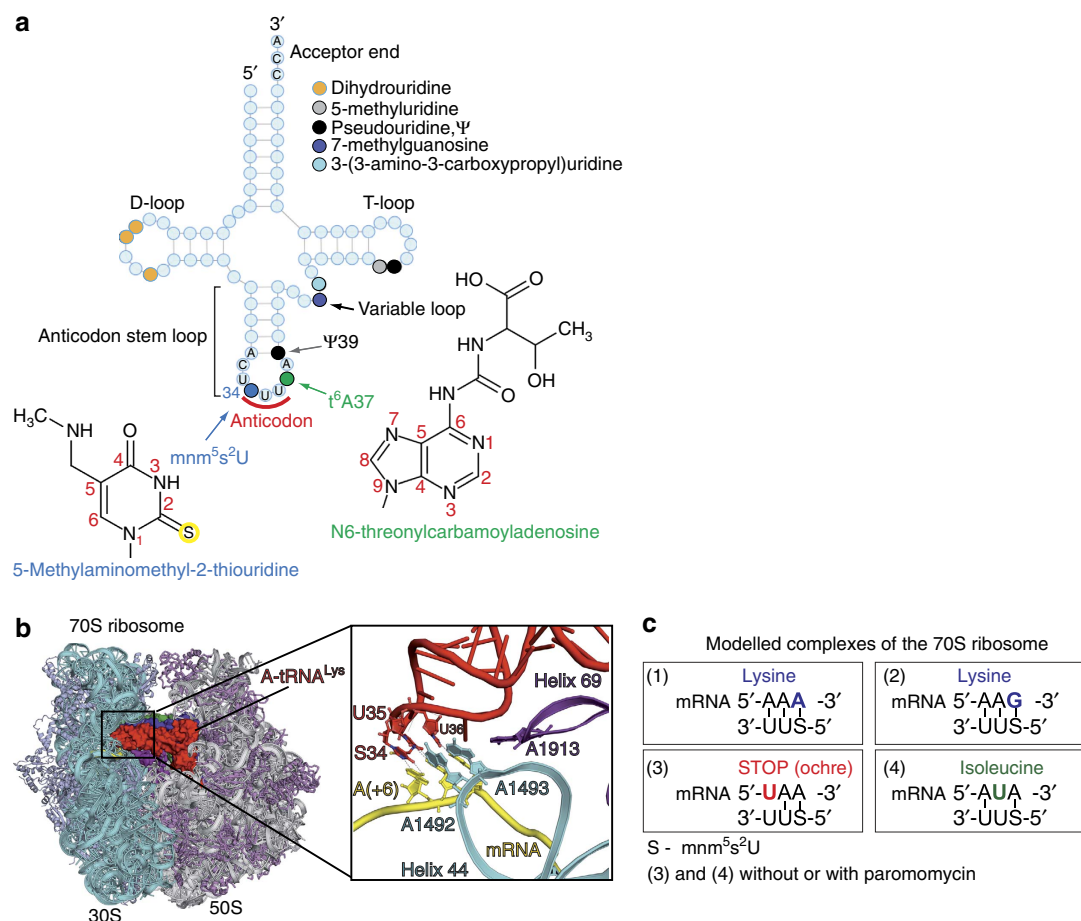 a
3′
A
C
C
Acceptor end
5′
Dihydrouridine
5-methyluridine
Pseudouridine,Ψ
7-methylguanosine
3-(3-amino-3-carboxypropyl)uridine
D-loop
T-loop
Variable loop
Anticodon stem loop
Ψ39
A
C
U
U
34
U
U
A
t⁶A37
Anticodon
mnm⁵s²U
H₃C
NH
O
4
3
NH
5
2
6
N
1
S
5-Methylaminomethyl-2-thiouridine
HO
O
NH
CH₃
OH
O
HN
7
N
6
5
N
1
8
2
9
N
4
N
3
N6-threonylcarbamoyladenosine
b
70S ribosome
A-tRNAᴸʸˢ
30S
50S
Helix 69
U35
U36
S34
A1913
A(+6)
A1493
A1492
mRNA
Helix 44
c
Modelled complexes of the 70S ribosome
(1)
Lysine
mRNA 5′-AAA -3′
3′-UUS-5′
(2)
Lysine
mRNA 5′-AAG -3′
3′-UUS-5′
(3)
STOP (ochre)
mRNA 5′-UAA -3′
3′-UUS-5′
(4)
Isoleucine
mRNA 5′-AUA -3′
3′-UUS-5′
S - mnm⁵s²U
(3) and (4) without or with paromomycin